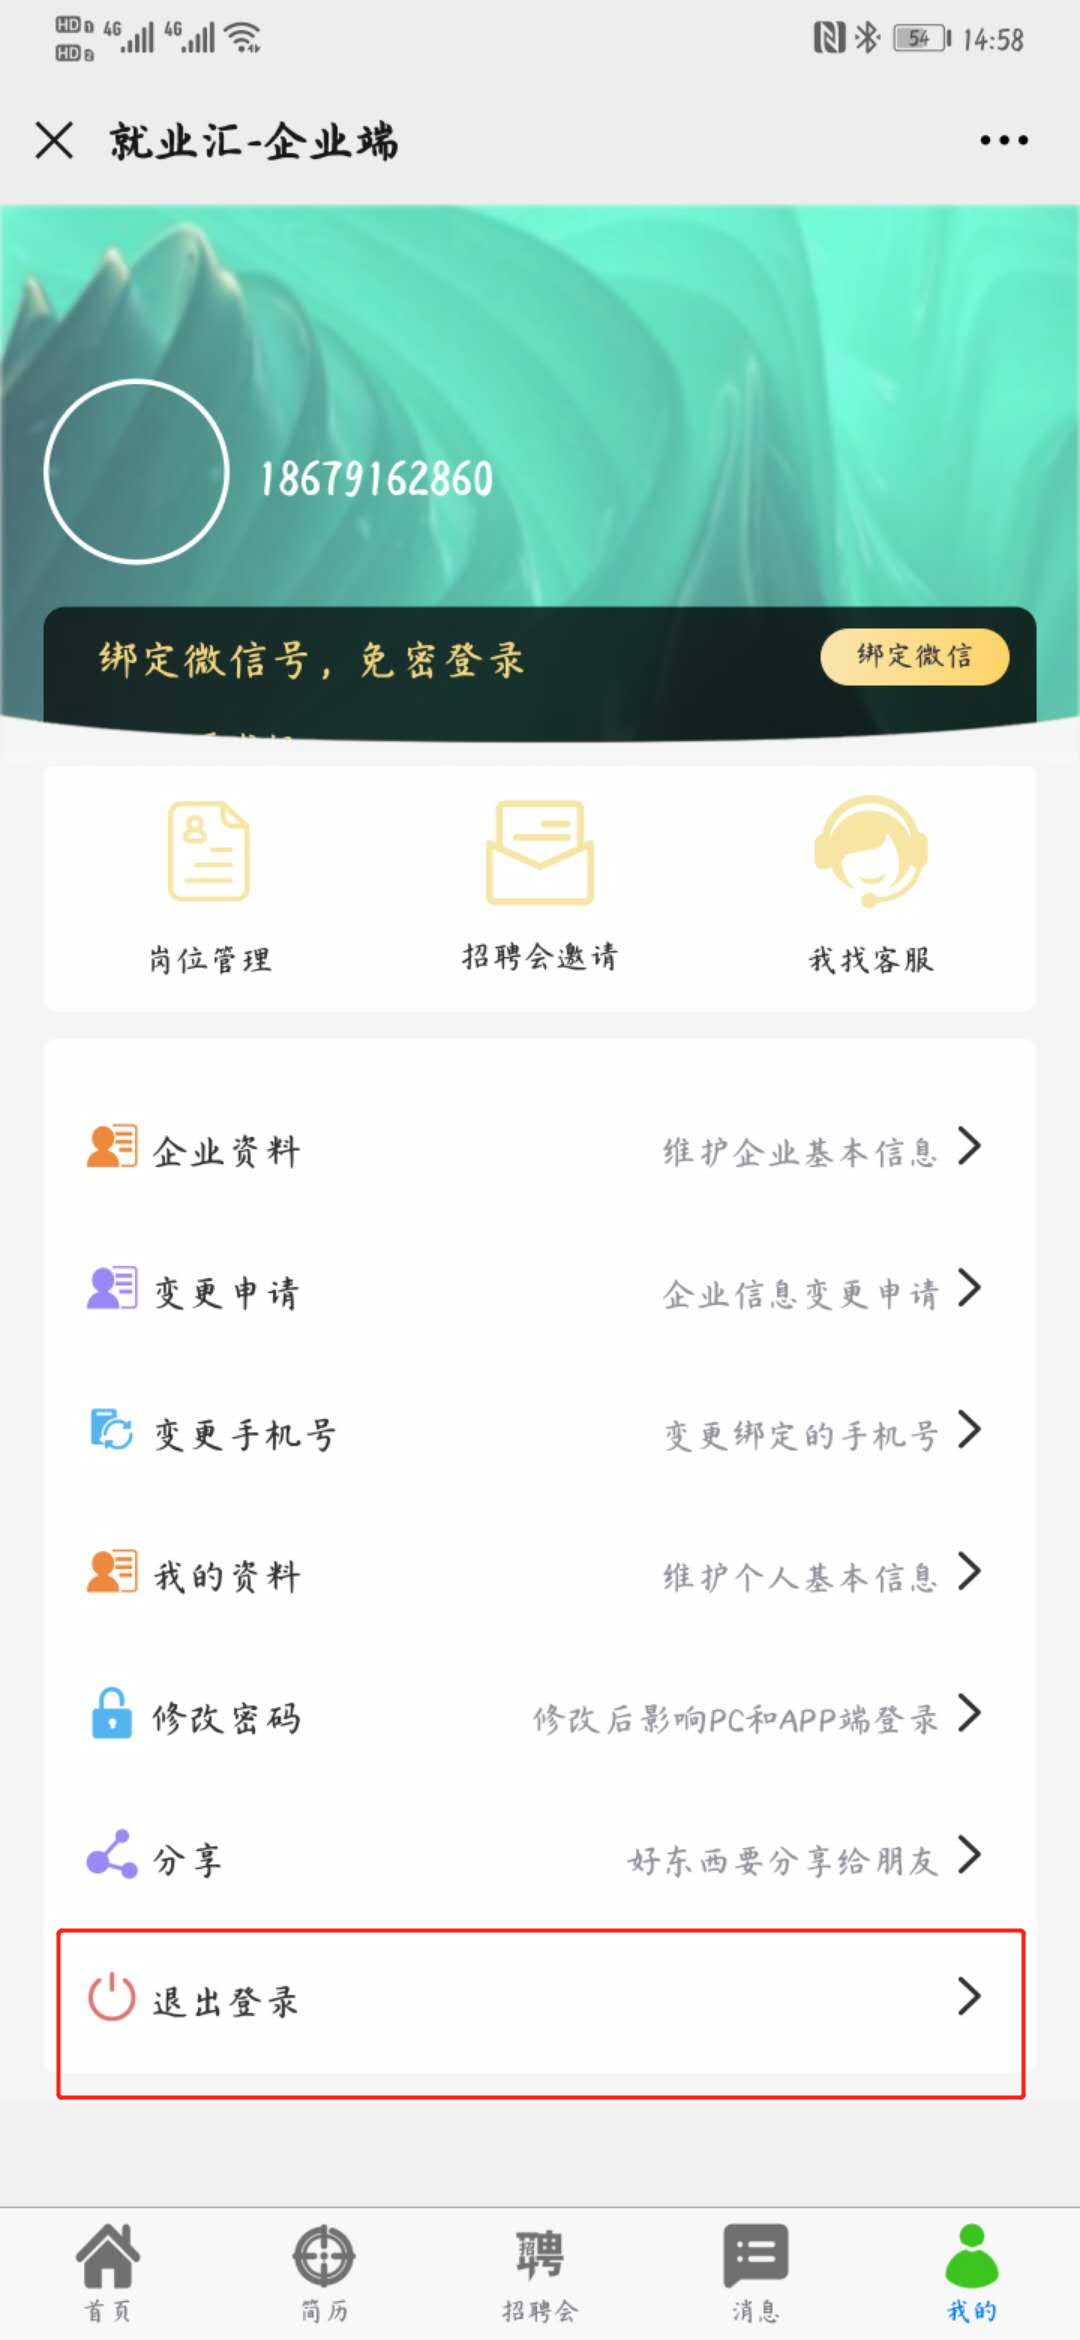 HD 1 4G 4G
HD 2
54 14:58
就业汇-企业端
18679162860
绑定微信号，免密登录
绑定微信
岗位管理
招聘会邀请
我找客服
企业资料 维护企业基本信息
变更申请 企业信息变更申请
变更手机号 变更绑定的手机号
我的资料 维护个人基本信息
修改密码 修改后影响PC和APP端登录
分享 好东西要分享给朋友
退出登录
招聘
首页 简历 招聘会 消息 我的